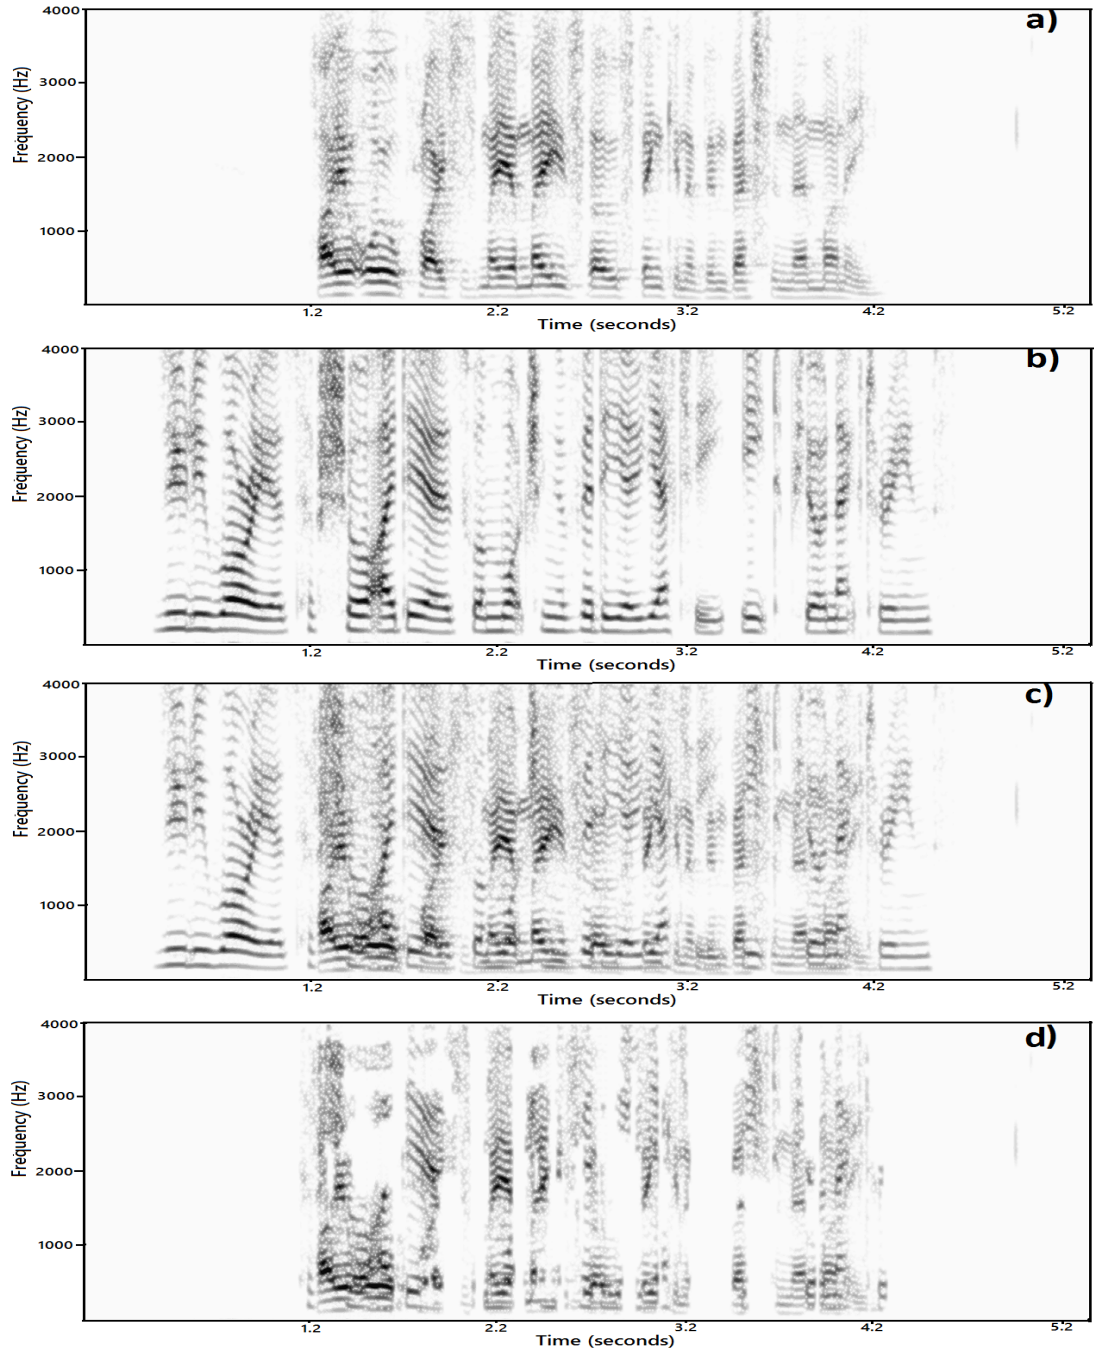 a)
4000
3000
2000
1000
Frequency (Hz)
1.2 2.2 3.2 4.2 5.2
Time (seconds)
b)
4000
3000
2000
1000
Frequency (Hz)
1.2 2.2 3.2 4.2 5.2
Time (seconds)
c)
4000
3000
2000
1000
Frequency (Hz)
1.2 2.2 3.2 4.2 5.2
Time (seconds)
d)
4000
3000
2000
1000
Frequency (Hz)
1.2 2.2 3.2 4.2 5.2
Time (seconds)